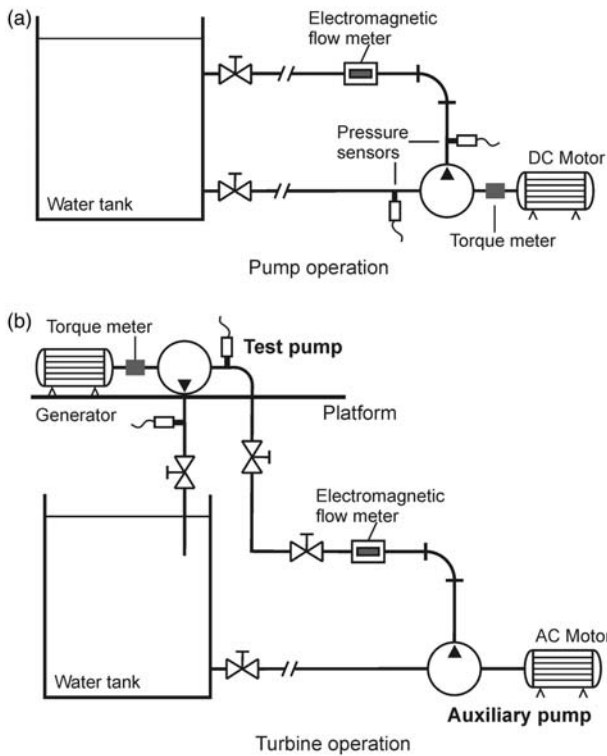 (a)
Electromagnetic
flow meter
Pressure
sensors
DC Motor
Water tank
Torque meter
Pump operation
(b)
Torque meter
Test pump
Generator
Platform
Electromagnetic
flow meter
AC Motor
Water tank
Auxiliary pump
Turbine operation